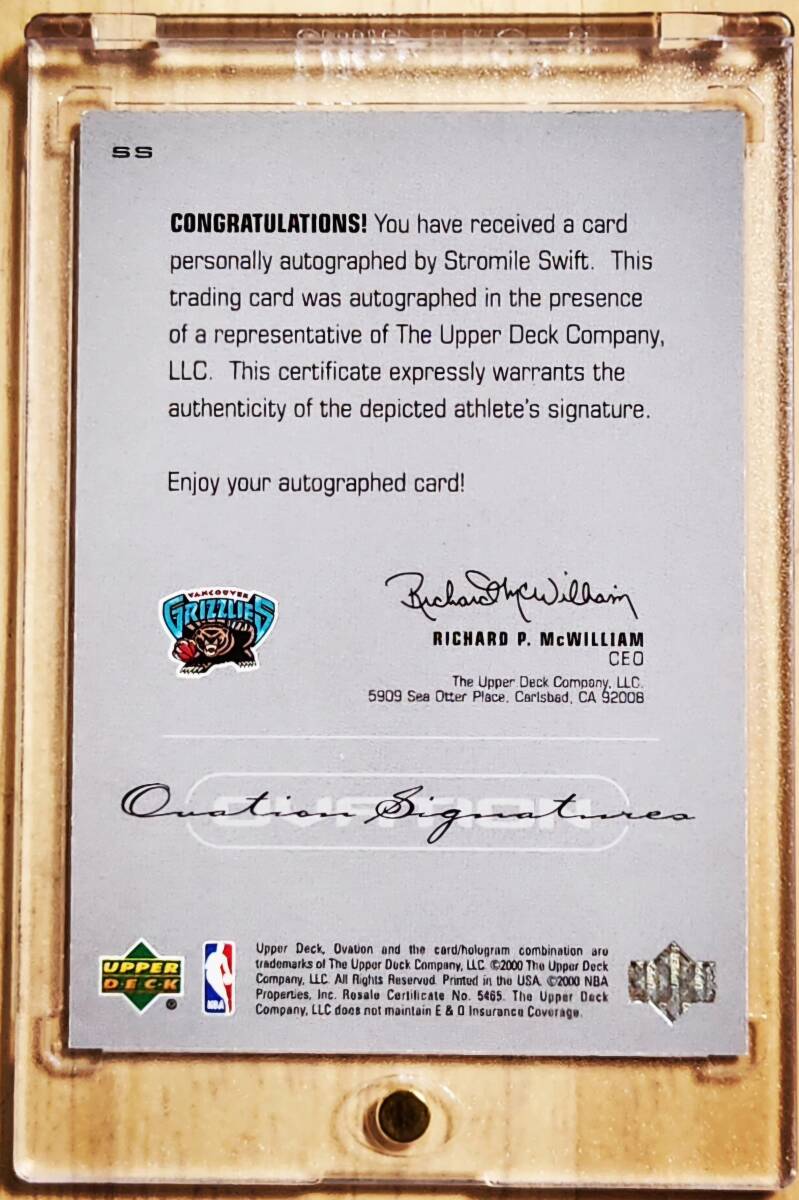 SS
CONGRATULATIONS! You have received a card
personally autographed by Stromile Swift. This
trading card was autographed in the presence
of a representative of The Upper Deck Company,
LLC. This certificate expressly warrants the
authenticity of the depicted athlete's signature.
Enjoy your autographed card!
VANCOUVER
GRIZZLIES
Richard McWilliam
RICHARD P. McWILLIAM
CEO
The Upper Deck Company, LLC.
5909 Sea Otter Place, Carlsbad, CA 92008
OVATION
Ovation Signatures
UPPER
DECK
®
NBA
Upper Deck, Ovation and the card/hologram combination are
trademarks of The Upper Deck Company, LLC. ©2000 The Upper Deck
Company, LLC. All Rights Reserved. Printed in the USA. ©2000 NBA
Properties, Inc. Resale Certificate No. 5465. The Upper Deck
Company, LLC does not maintain E & O Insurance Coverage.